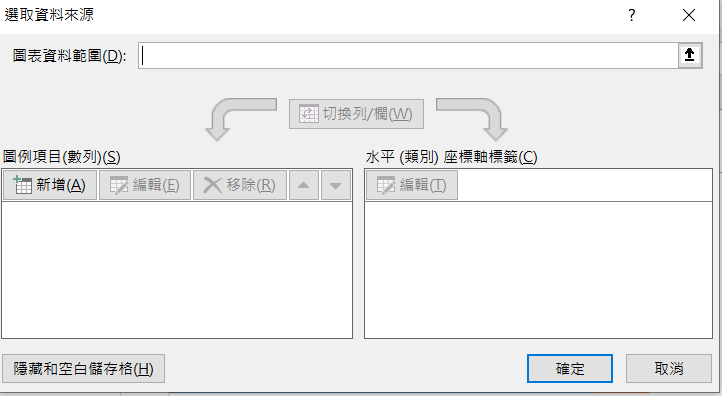 選取資料來源
?
圖表資料範圍(D):
切換列/欄(W)
圖例項目(數列)(S)
水平 (類別) 座標軸標籤(C)
新增(A) 編輯(E) 移除(R)
編輯(T)
隱藏和空白儲存格(H)
確定 取消